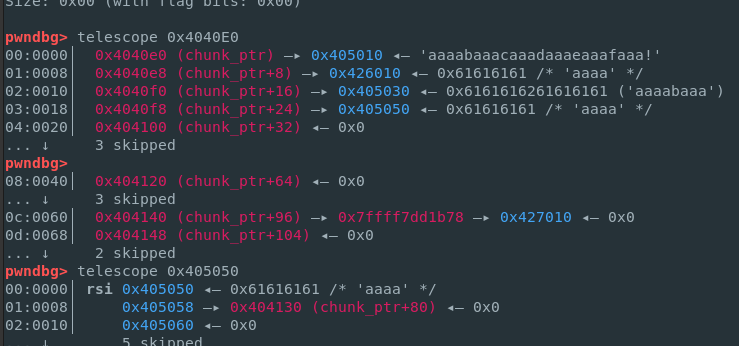 Size: 0x00 (with flag bits: 0x00)
pwndbg> telescope 0x4040E0
00:0000│  0x4040e0 (chunk_ptr) —▸ 0x405010 ◂— 'aaaabaaacaaadaaaeaaafaaa!'
01:0008│  0x4040e8 (chunk_ptr+8) —▸ 0x426010 ◂— 0x61616161 /* 'aaaa' */
02:0010│  0x4040f0 (chunk_ptr+16) —▸ 0x405030 ◂— 0x6161616261616161 ('aaaabaaa')
03:0018│  0x4040f8 (chunk_ptr+24) —▸ 0x405050 ◂— 0x61616161 /* 'aaaa' */
04:0020│  0x404100 (chunk_ptr+32) ◂— 0x0
... ↓     3 skipped
pwndbg>
08:0040│  0x404120 (chunk_ptr+64) ◂— 0x0
... ↓     3 skipped
0c:0060│  0x404140 (chunk_ptr+96) —▸ 0x7ffff7dd1b78 —▸ 0x427010 ◂— 0x0
0d:0068│  0x404148 (chunk_ptr+104) ◂— 0x0
... ↓     2 skipped
pwndbg> telescope 0x405050
00:0000│ rsi 0x405050 ◂— 0x61616161 /* 'aaaa' */
01:0008│     0x405058 —▸ 0x404130 (chunk_ptr+80) ◂— 0x0
02:0010│     0x405060 ◂— 0x0
... ↓     5 skipped